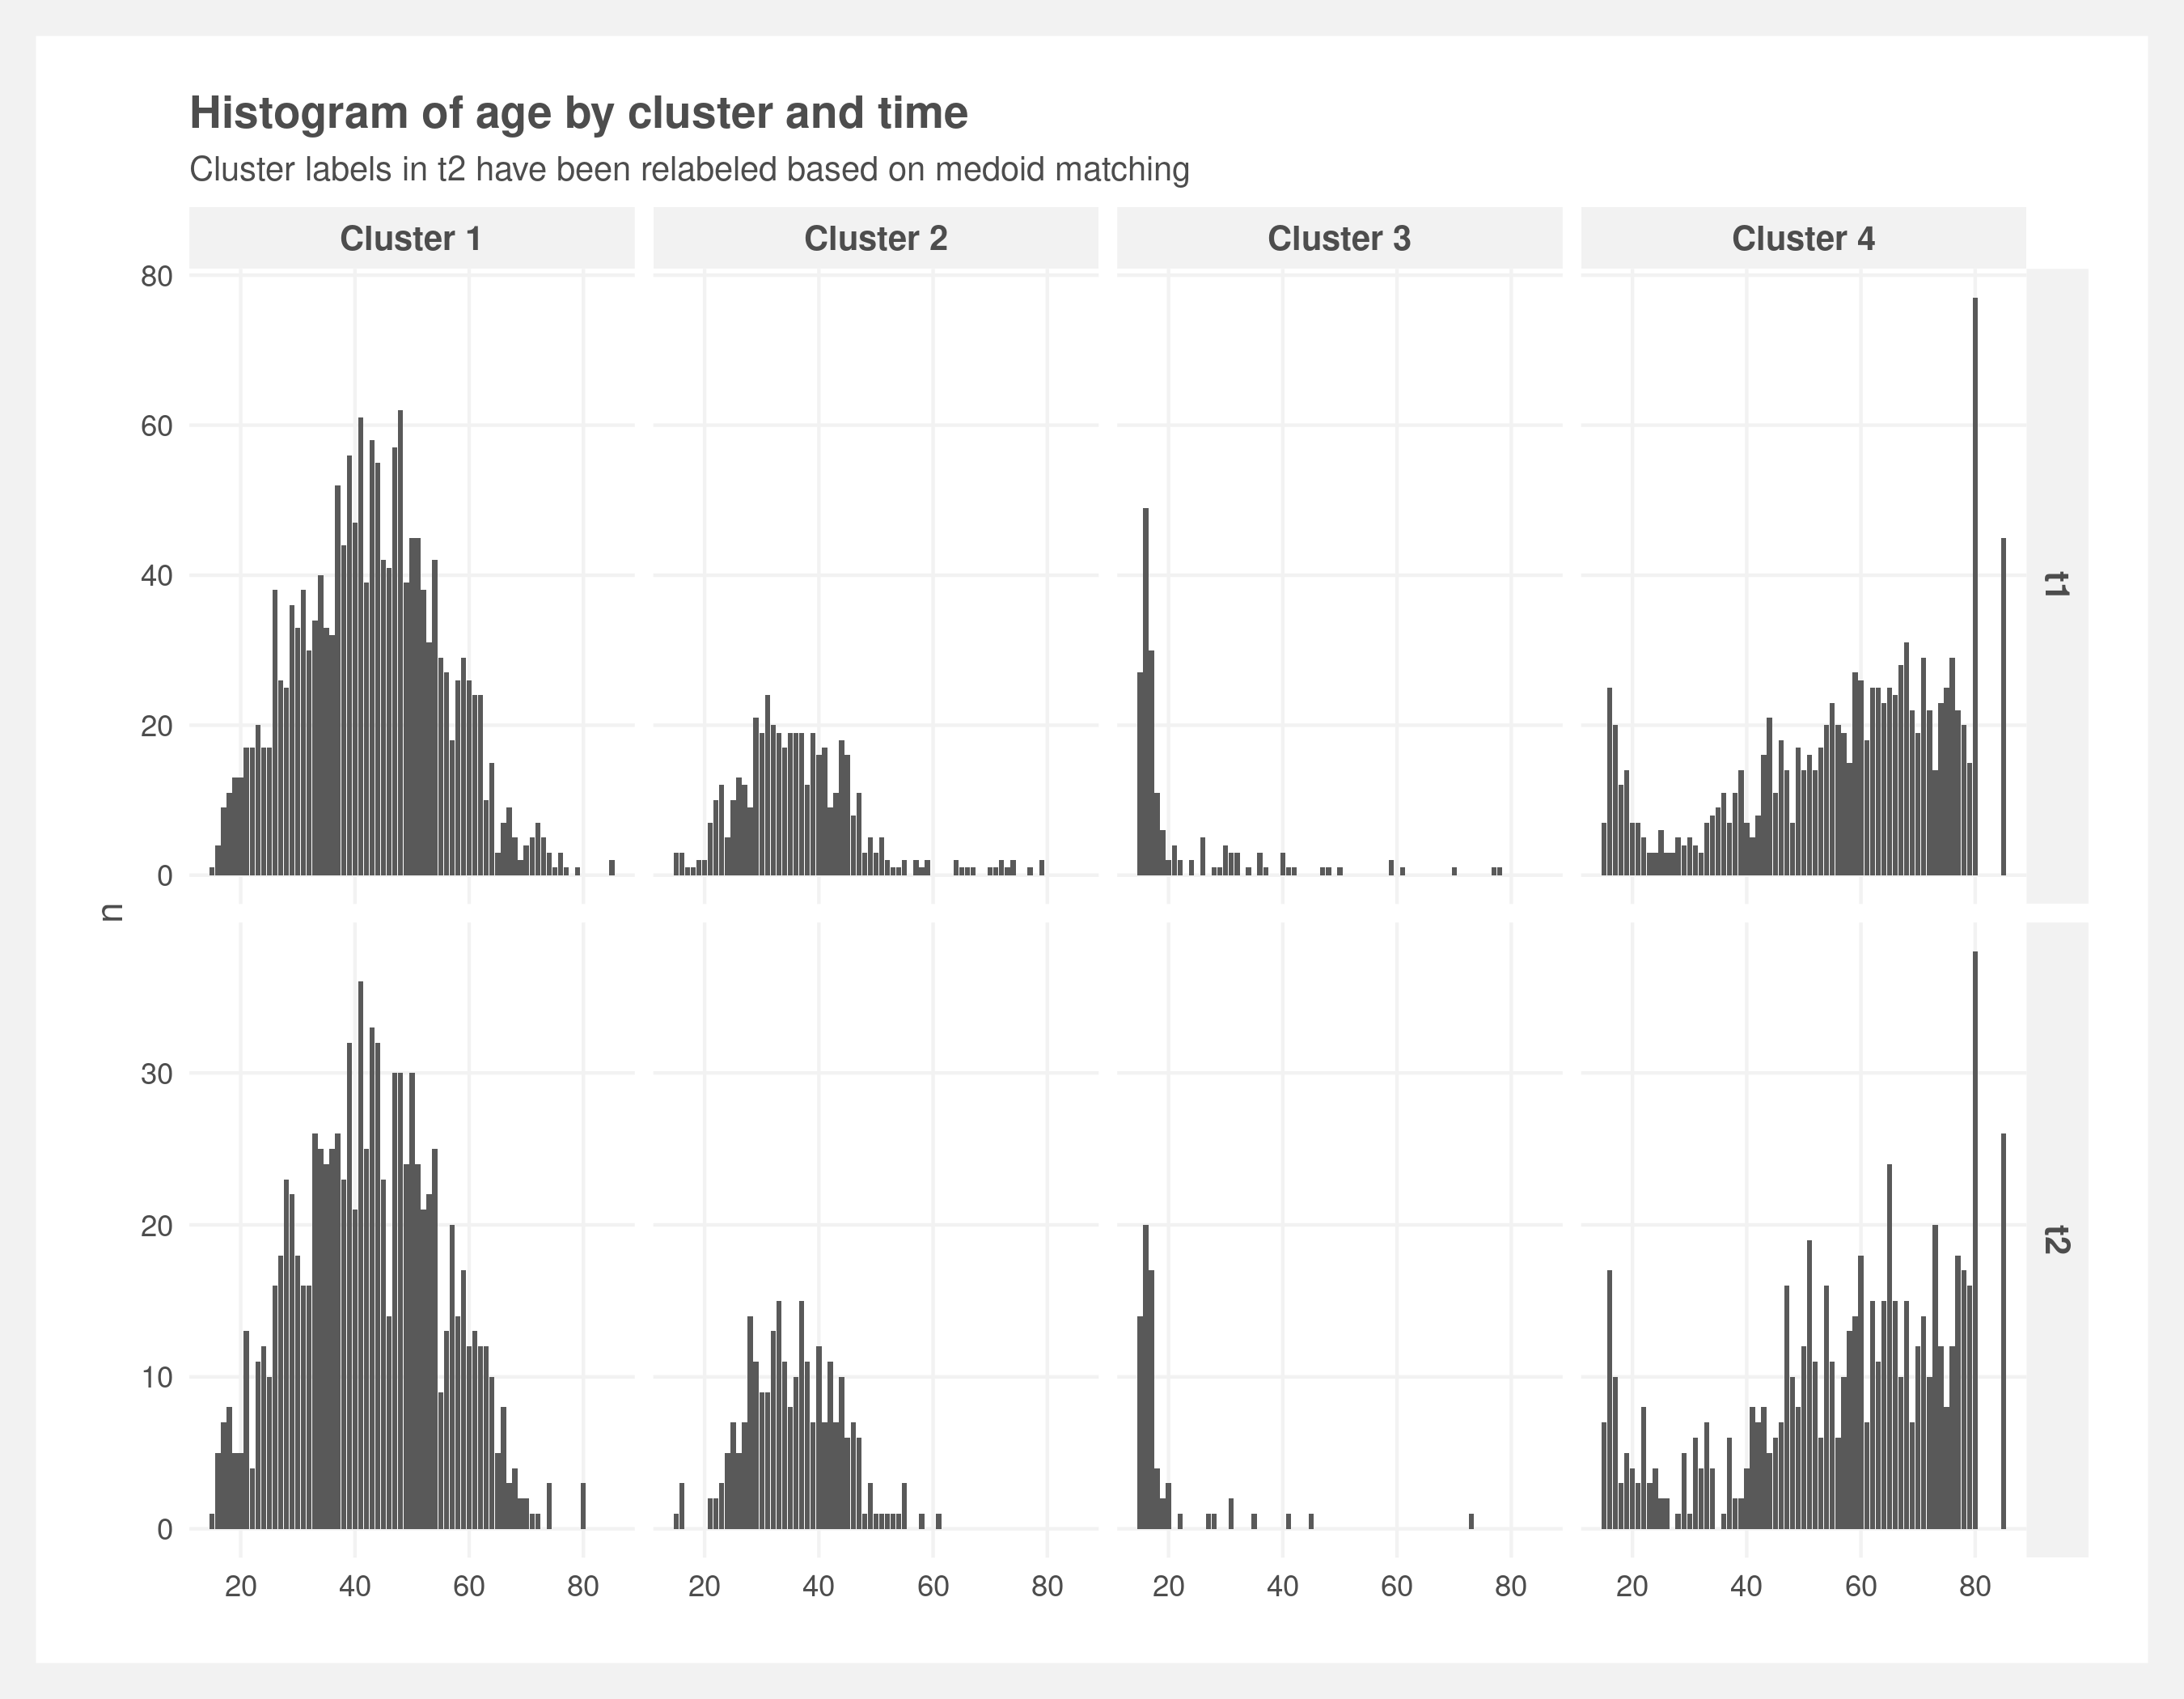 Histogram of age by cluster and time
Cluster labels in t2 have been relabeled based on medoid matching
Cluster 1 Cluster 2 Cluster 3 Cluster 4
80
60
40
20
0
t1
n
30
20
10
0
t2
20 40 60 80 20 40 60 80 20 40 60 80 20 40 60 80